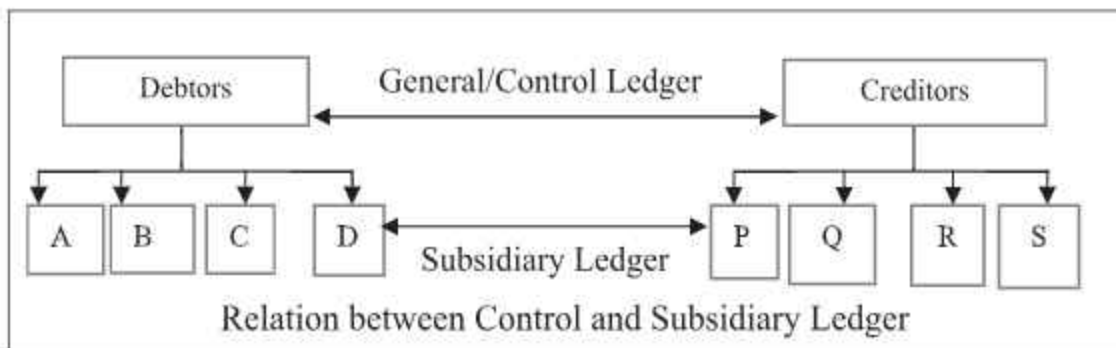 Debtors
General/Control Ledger
Creditors
A B C D P Q R S
Subsidiary Ledger
Relation between Control and Subsidiary Ledger